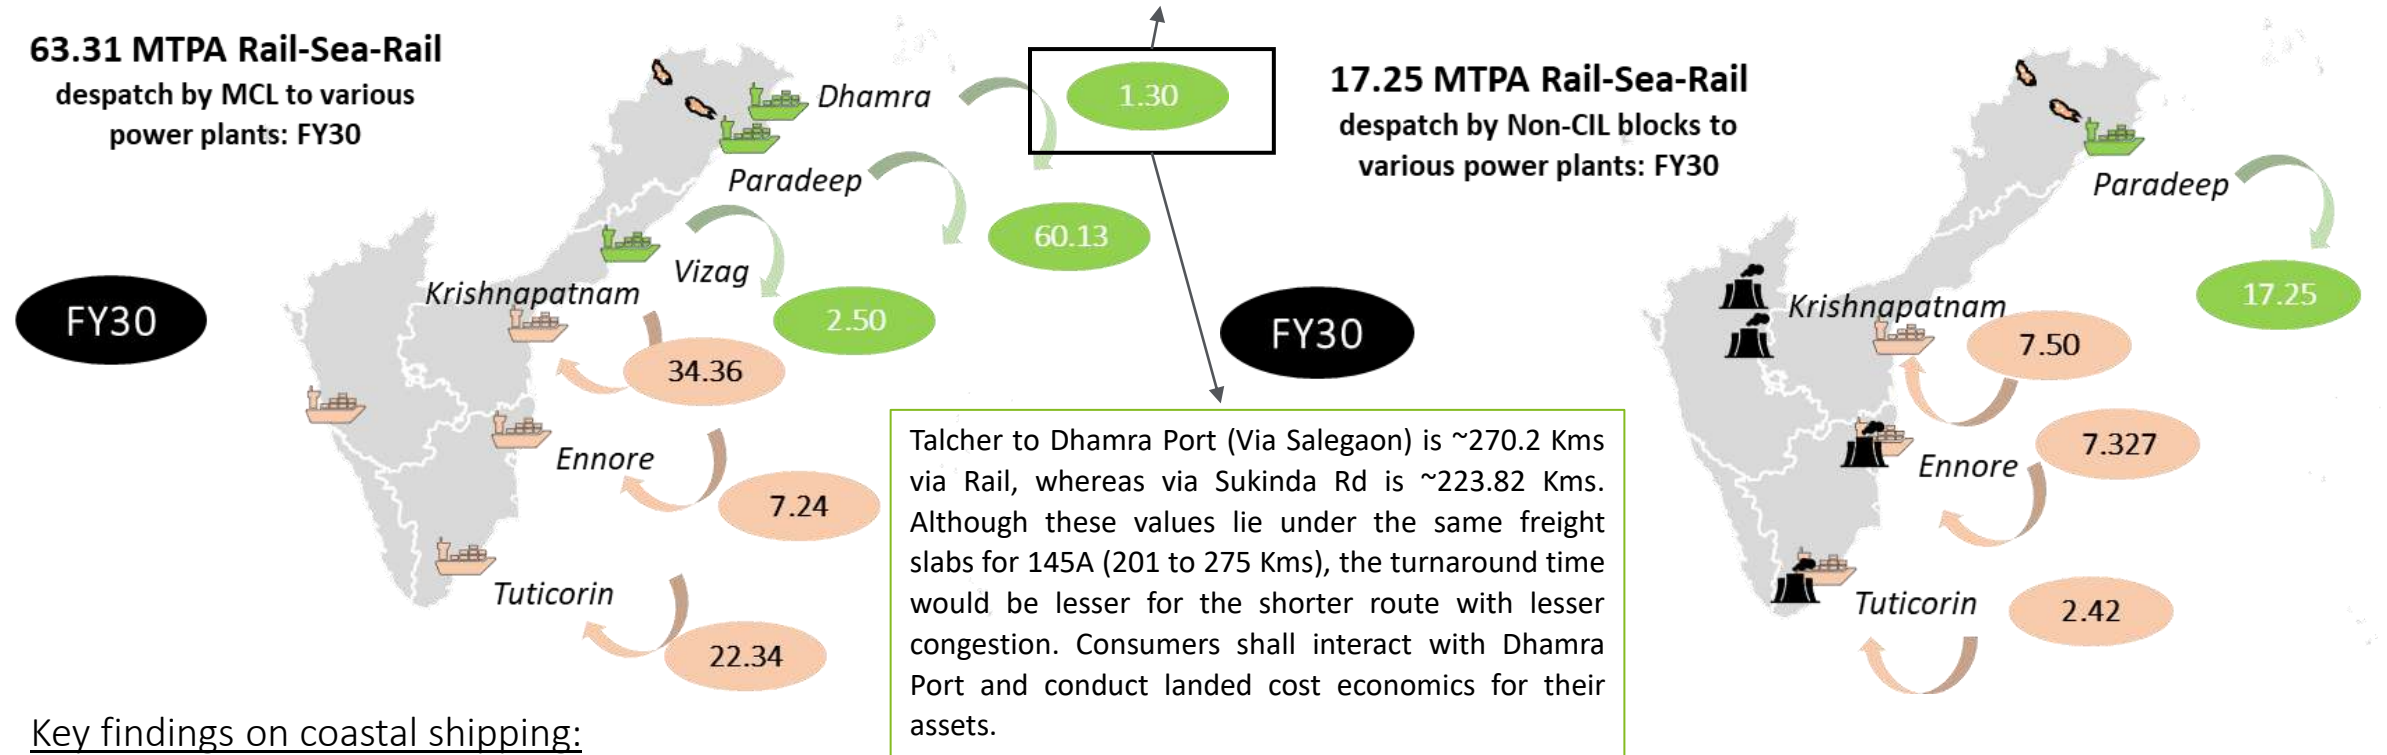 63.31 MTPA Rail-Sea-Rail
despatch by MCL to various
power plants: FY30
Dhamra
1.30
Paradeep
60.13
Vizag
2.50
Krishnapatnam
34.36
FY30
Ennore
7.24
Tuticorin
22.34
17.25 MTPA Rail-Sea-Rail
despatch by Non-CIL blocks to
various power plants: FY30
Paradeep
17.25
FY30
Krishnapatnam
7.50
Ennore
7.327
Tuticorin
2.42
Talcher to Dhamra Port (Via Salegaon) is ~270.2 Kms
via Rail, whereas via Sukinda Rd is ~223.82 Kms.
Although these values lie under the same freight
slabs for 145A (201 to 275 Kms), the turnaround time
would be lesser for the shorter route with lesser
congestion. Consumers shall interact with Dhamra
Port and conduct landed cost economics for their
assets.
Key findings on coastal shipping: